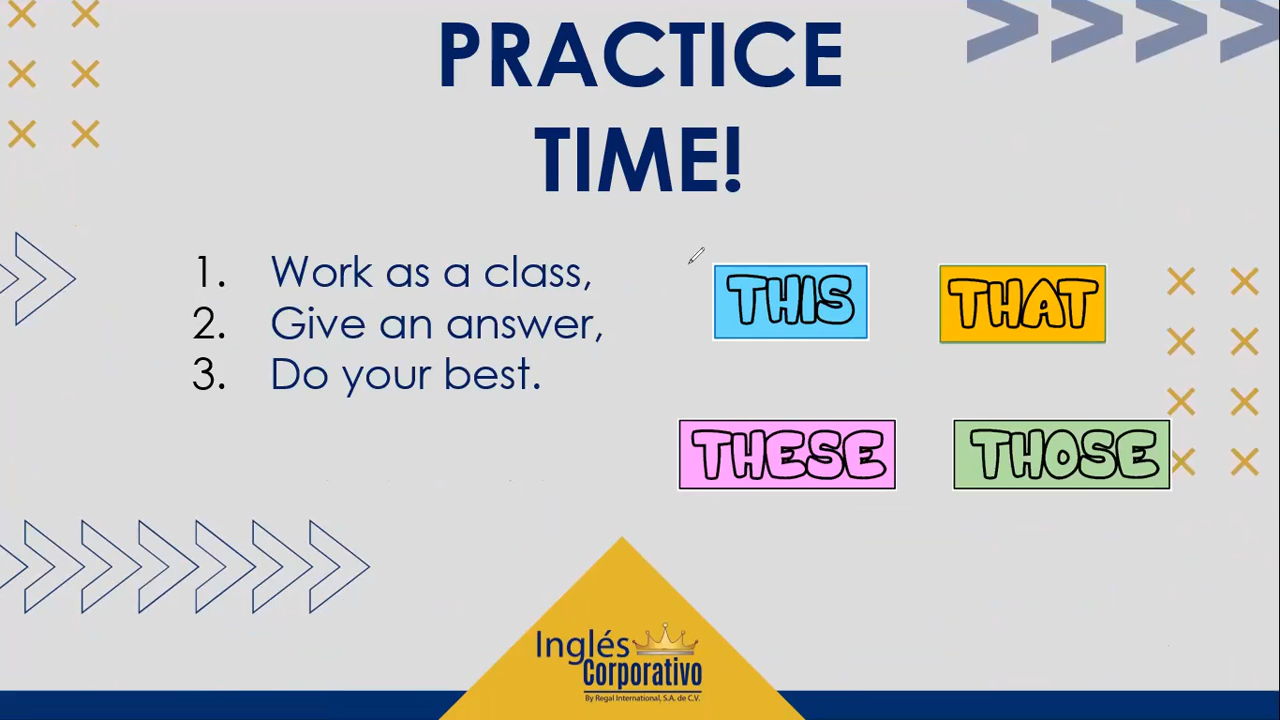 PRACTICE
TIME!
1. Work as a class,
2. Give an answer,
3. Do your best.
THIS
THAT
THESE
THOSE
Inglés
Corporativo
By Regal International, S.A. de C.V.